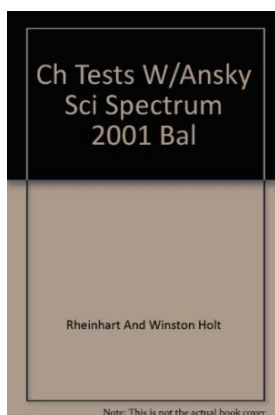 Ch Tests W/Ansky
Sci Spectrum
2001 Bal
Rheinhart And Winston Holt
Note: This is not the actual book cover